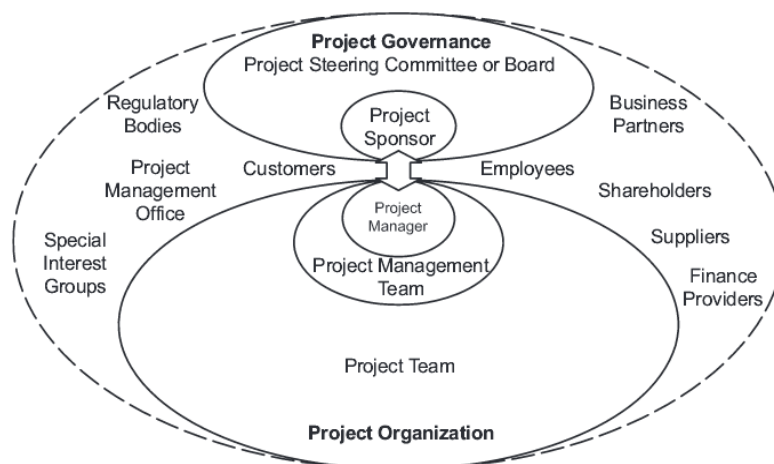 Project Governance
Project Steering Committee or Board
Regulatory
Bodies
Business
Partners
Project
Sponsor
Customers
Employees
Project
Management
Office
Shareholders
Project
Manager
Special
Interest
Groups
Suppliers
Project Management
Team
Finance
Providers
Project Team
Project Organization